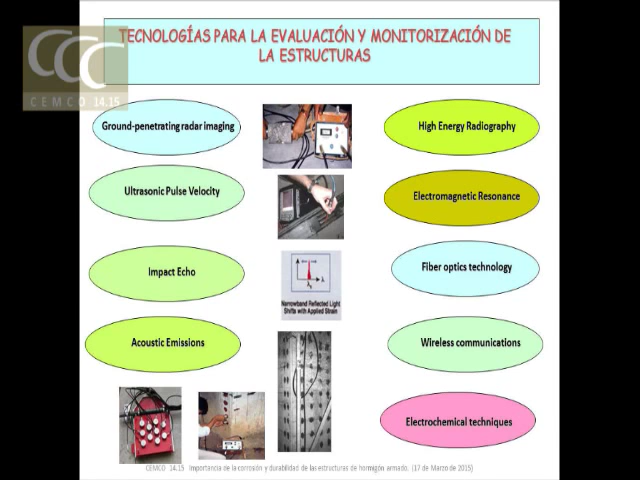 TECNOLOGÍAS PARA LA EVALUACIÓN Y MONITORIZACIÓN DE
LA ESTRUCTURAS
CCC
CEMCO 14.15
Ground-penetrating radar imaging
High Energy Radiography
Ultrasonic Pulse Velocity
Electromagnetic Resonance
Impact Echo
Fiber optics technology
Narrowband Reflected Light
Shifts with Applied Strain
Acoustic Emissions
Wireless communications
Electrochemical techniques
CEMCO 14.15 Importancia de la corrosión y durabilidad de las estructuras de hormigón armado. (17 de Marzo de 2015)